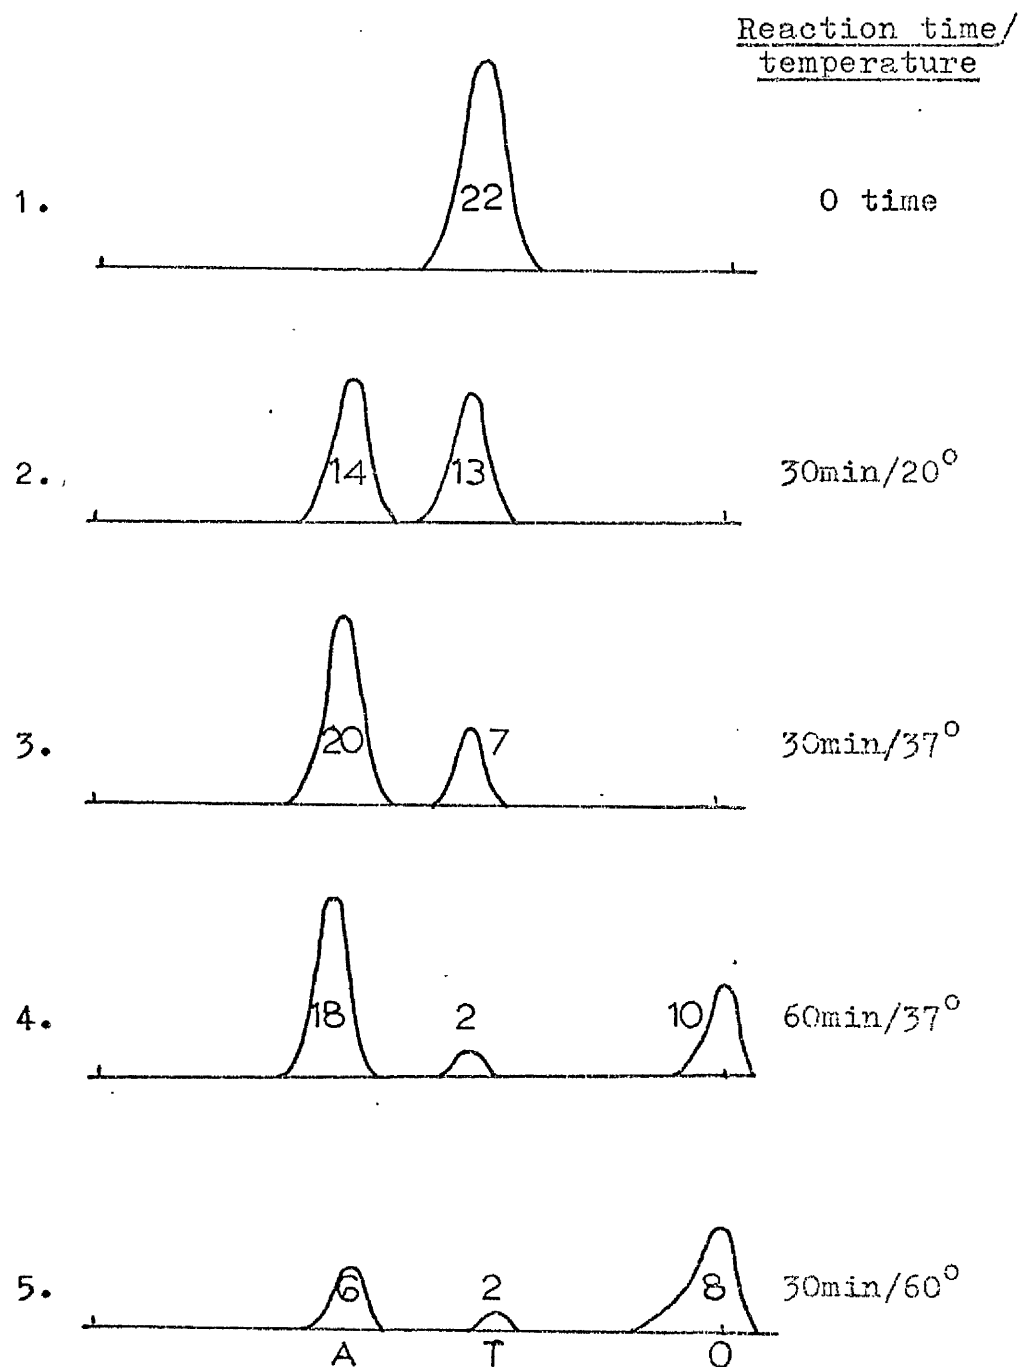 Reaction time/
temperature
1. 22 0 time
2. 14 13 30min/20°
3. 20 7 30min/37°
4. 18 2 10 60min/37°
5. 6 2 8 30min/60°
A T O